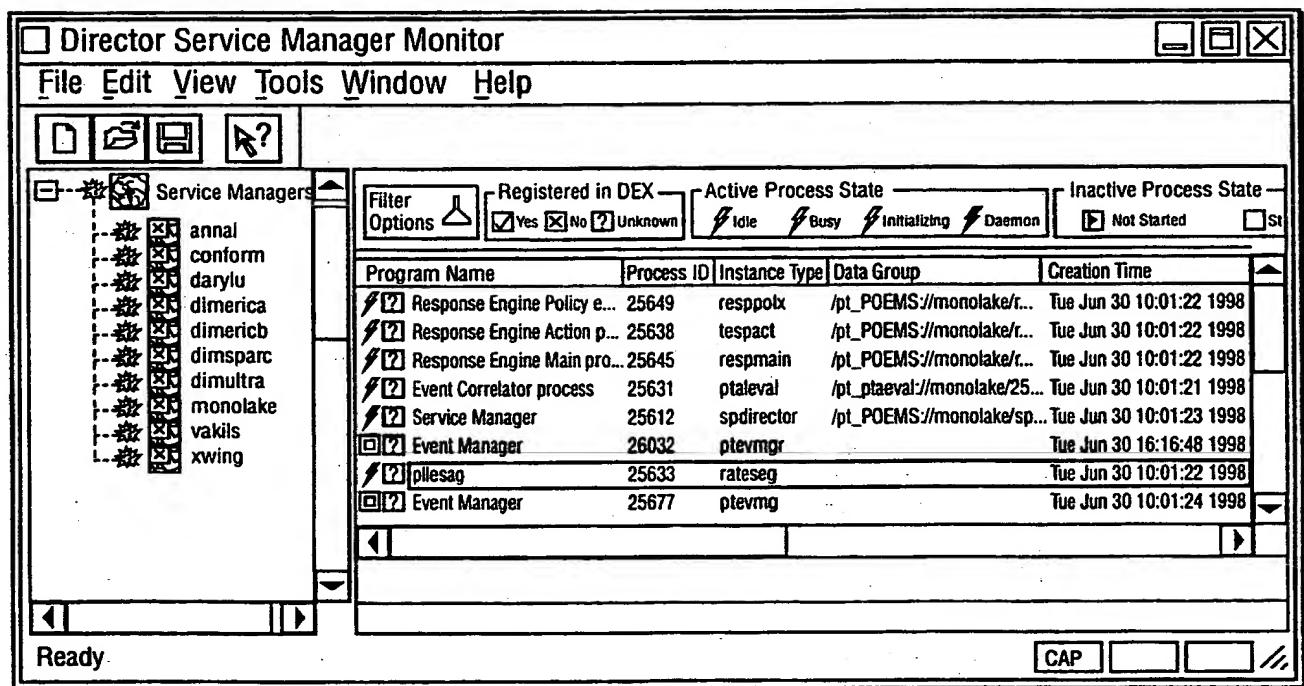 Director Service Manager Monitor
File Edit View Tools Window Help
Service Managers
annal
conform
darylu
dimerica
dimericb
dimsparc
dimultra
monolake
vakils
xwing
Filter Options
Registered in DEX
Yes No ? Unknown
Active Process State
Idle Busy Initializing Daemon
Inactive Process State
Not Started St
Program Name Process ID Instance Type Data Group Creation Time
? Response Engine Policy e... 25649 resppolx /pt_POEMS://monolake/r... Tue Jun 30 10:01:22 1998
? Response Engine Action p... 25638 tespact /pt_POEMS://monolake/r... Tue Jun 30 10:01:22 1998
? Response Engine Main pro... 25645 respmain /pt_POEMS://monolake/r... Tue Jun 30 10:01:22 1998
? Event Correlator process 25631 ptaleval /pt_ptaeval://monolake/25... Tue Jun 30 10:01:21 1998
? Service Manager 25612 spdirector /pt_POEMS://monolake/sp... Tue Jun 30 10:01:23 1998
? Event Manager 26032 ptevmgr Tue Jun 30 16:16:48 1998
? pllesag 25633 rateseg Tue Jun 30 10:01:22 1998
? Event Manager 25677 ptevmg Tue Jun 30 10:01:24 1998
Ready
CAP